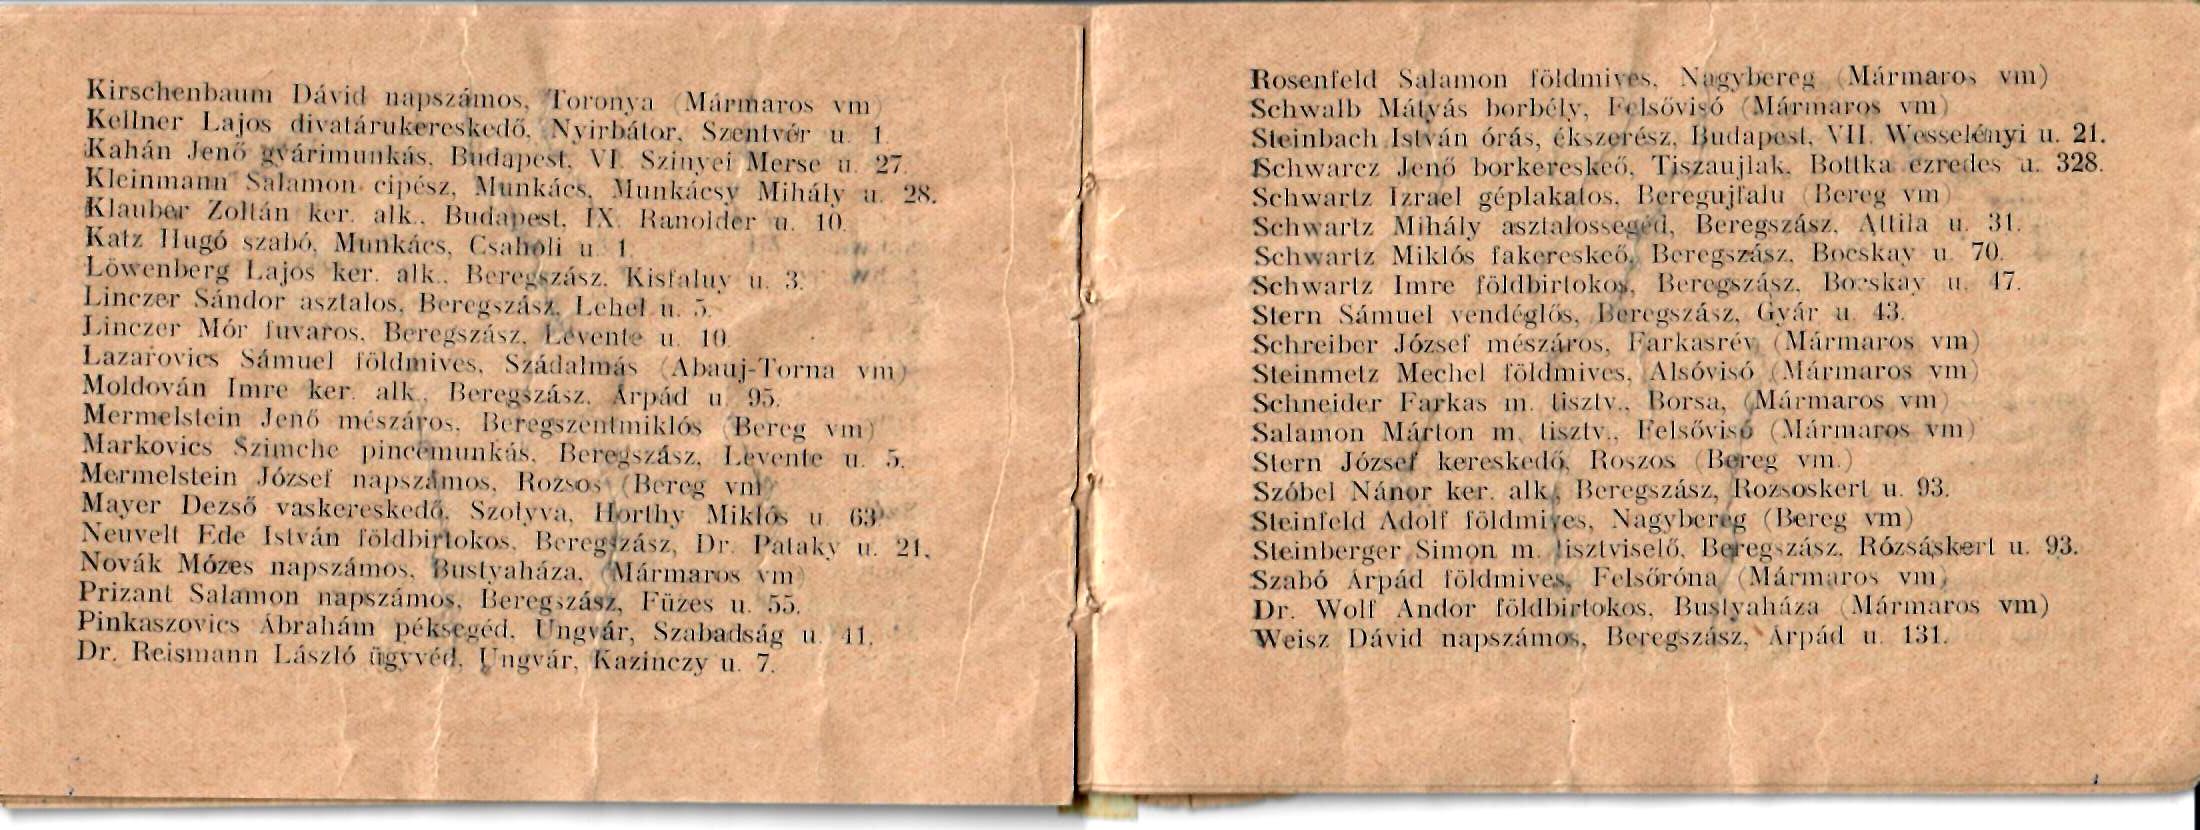 Kirschenbaum Dávid napszámos, Toronya (Mármaros vm)
Kellner Lajos divatárukereskedő, Nyirbátor, Szentvér u. 1.
Kahán Jenő gyárimunkás, Budapest, VI. Szinyei Merse u. 27.
Kleinmann Salamon cipész, Munkács, Munkácsy Mihály u. 28.
Klauber Zoltán ker. alk., Budapest, IX. Ranolder u. 10.
Katz Hugó szabó, Munkács, Csaholi u. 1.
Löwenberg Lajos ker. alk., Beregszász, Kisfaluy u. 3.
Linczer Sándor asztalos, Beregszász, Lehel u. 5.
Linczer Mór fuvaros, Beregszász, Levente u. 10.
Lazarovics Sámuel földmives, Szádalmás (Abauj-Torna vm)
Moldován Imre ker. alk., Beregszász, Árpád u. 95.
Mermelstein Jenő mészáros, Beregszentmiklós (Bereg vm)
Markovics Szimche pincemunkás, Beregszász, Levente u. 5.
Mermelstein József napszámos, Rozsos (Bereg vm)
Mayer Dezső vaskereskedő, Szolyva, Horthy Miklós u. 63
Neuvelt Ede István földbirtokos, Beregszász, Dr. Pataky u. 21.
Novák Mózes napszámos, Bustyaháza, (Mármaros vm)
Prizant Salamon napszámos, Beregszász, Füzes u. 55.
Pinkaszovics Ábrahám péksegéd, Ungvár, Szabadság u. 41.
Dr. Reismann László ügyvéd, Ungvár, Kazinczy u. 7.
Rosenfeld Salamon földmives, Nagybereg (Mármaros vm)
Schwalb Mátyás borbély, Felsővisó (Mármaros vm)
Steinbach István órás, ékszerész, Budapest, VII. Wesselényi u. 21.
Schwarcz Jenő borkereskeő, Tiszaujlak, Bottka ezredes u. 328.
Schwartz Izrael géplakatos, Beregujfalu (Bereg vm)
Schwartz Mihály asztalossegéd, Beregszász, Attila u. 31.
Schwartz Miklós fakereskeő, Beregszász, Bocskay u. 70.
Schwartz Imre földbirtokos, Beregszász, Bocskay u. 47.
Stern Sámuel vendéglős, Beregszász, Gyár u. 43.
Schreiber József mészáros, Farkasrév (Mármaros vm)
Steinmetz Mechel földmives, Alsóvisó (Mármaros vm)
Schneider Farkas m. tisztv., Borsa, (Mármaros vm)
Salamon Márton m. tisztv., Felsővisó (Mármaros vm)
Stern József kereskedő, Roszos (Bereg vm.)
Szóbel Nánor ker. alk., Beregszász, Rozsoskert u. 93.
Steinfeld Adolf földmives, Nagybereg (Bereg vm)
Steinberger Simon m. tisztviselő, Beregszász, Rózsáskert u. 93.
Szabó Árpád földmives, Felsőróna (Mármaros vm)
Dr. Wolf Andor földbirtokos, Bustyaháza (Mármaros vm)
Weisz Dávid napszámos, Beregszász, Árpád u. 131.